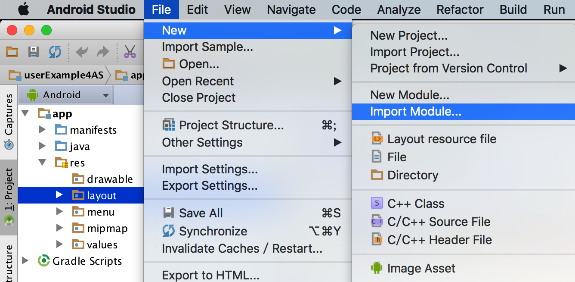 Android Studio File Edit View Navigate Code Analyze Refactor Build Run
New
Import Sample...
Open...
Open Recent
Close Project
Project Structure... ⌘;
Other Settings
Import Settings...
Export Settings...
Save All ⌘S
Synchronize ⌥⌘Y
Invalidate Caches / Restart...
Export to HTML...
New Project...
Import Project...
Project from Version Control
New Module...
Import Module...
Layout resource file
File
Directory
C++ Class
C/C++ Source File
C/C++ Header File
Image Asset
userExample4AS app
Android
app
manifests
java
res
drawable
layout
menu
mipmap
values
Gradle Scripts
Captures
1: Project